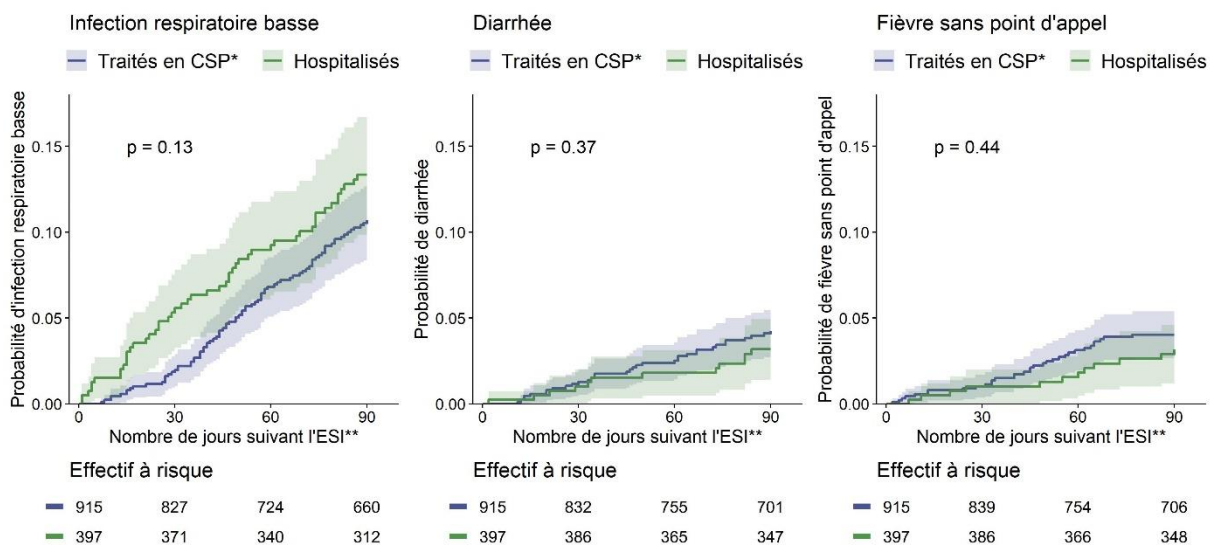 Infection respiratoire basse
Traités en CSP* Hospitalisés
Probabilité d'infection respiratoire basse
p = 0.13
0.15
0.10
0.05
0.00
0 30 60 90
Nombre de jours suivant l'ESI**
Effectif à risque
915 827 724 660
397 371 340 312
Diarrhée
Traités en CSP* Hospitalisés
Probabilité de diarrhée
p = 0.37
0.15
0.10
0.05
0.00
0 30 60 90
Nombre de jours suivant l'ESI**
Effectif à risque
915 832 755 701
397 386 365 347
Fièvre sans point d'appel
Traités en CSP* Hospitalisés
Probabilité de fièvre sans point d'appel
p = 0.44
0.15
0.10
0.05
0.00
0 30 60 90
Nombre de jours suivant l'ESI**
Effectif à risque
915 839 754 706
397 386 366 348